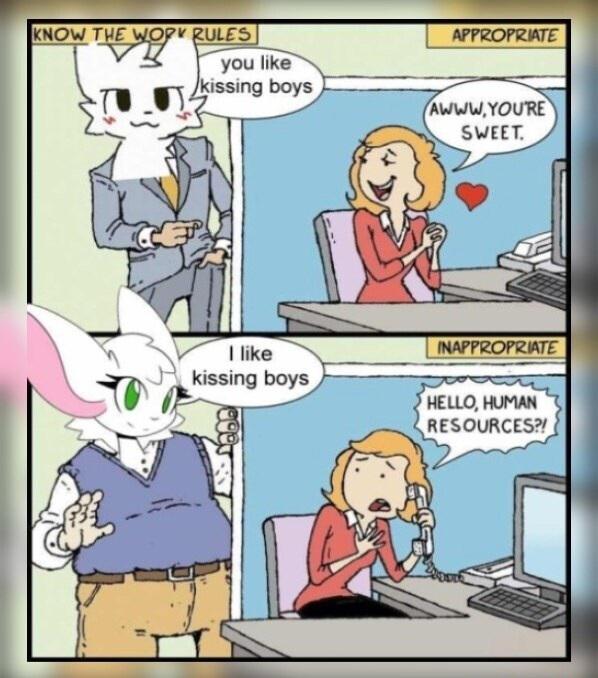 KNOW THE WORK RULES
APPROPRIATE
you like
kissing boys
AWWW, YOU'RE
SWEET.
INAPPROPRIATE
I like
kissing boys
HELLO, HUMAN
RESOURCES?!